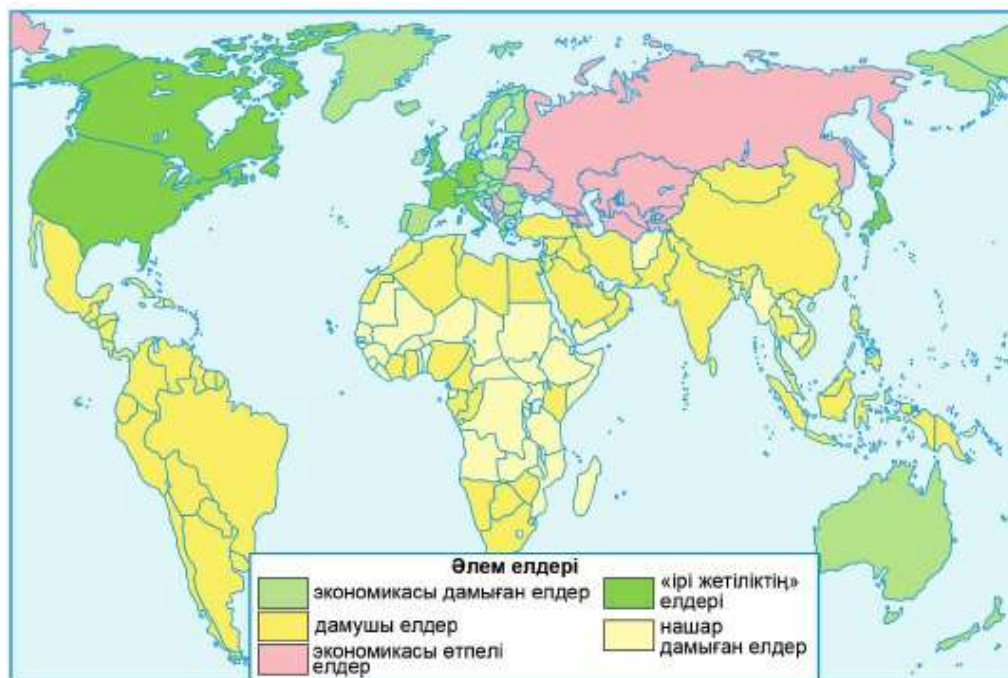 Әлем елдері
экономикасы дамыған елдер
дамушы елдер
экономикасы өтпелі
елдер
«ірі жетіліктің»
елдері
нашар
дамыған елдер